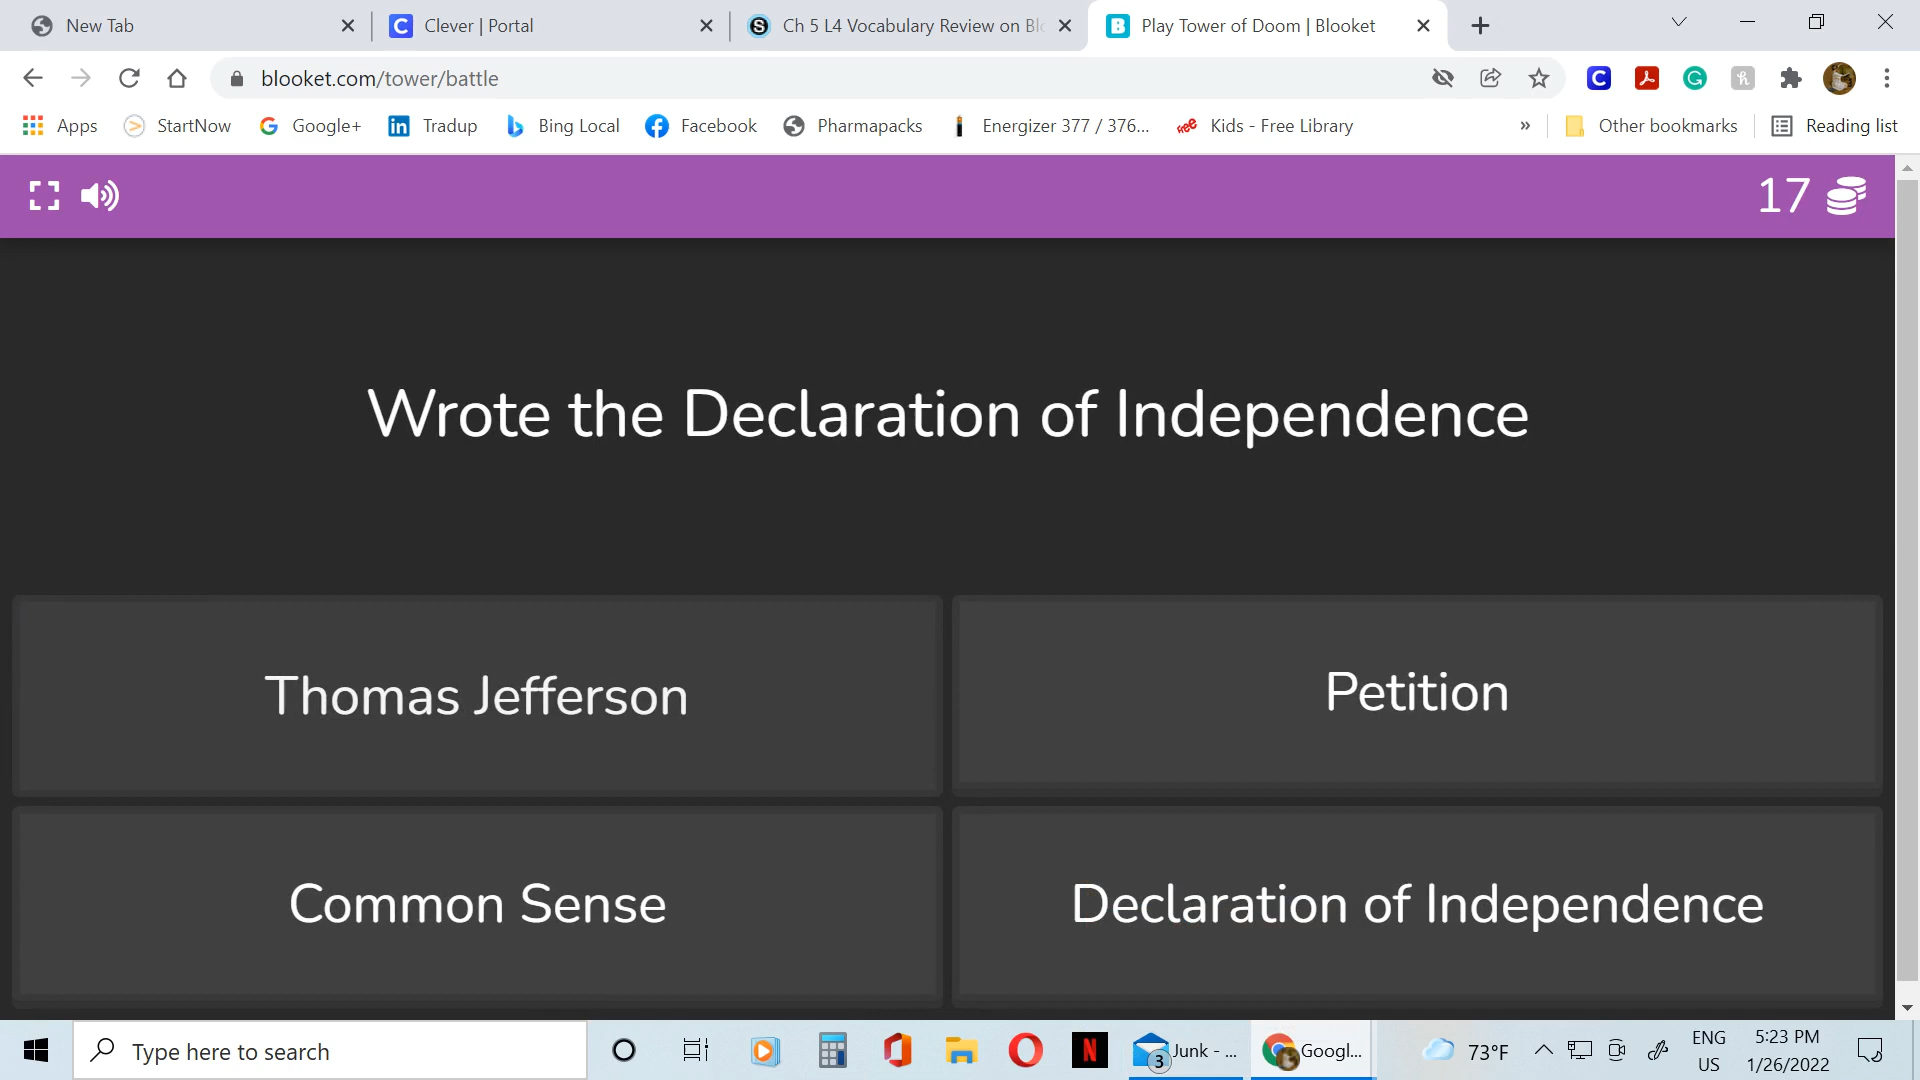 New Tab
Clever | Portal
Ch 5 L4 Vocabulary Review on Blo
Play Tower of Doom | Blooket
blooket.com/tower/battle
Apps
StartNow
Google+
Tradup
Bing Local
Facebook
Pharmapacks
Energizer 377 / 376...
Kids - Free Library
»
Other bookmarks
Reading list
17
Wrote the Declaration of Independence
Thomas Jefferson
Petition
Common Sense
Declaration of Independence
Type here to search
3
Junk - ...
Googl...
73°F
ENG
US
5:23 PM
1/26/2022